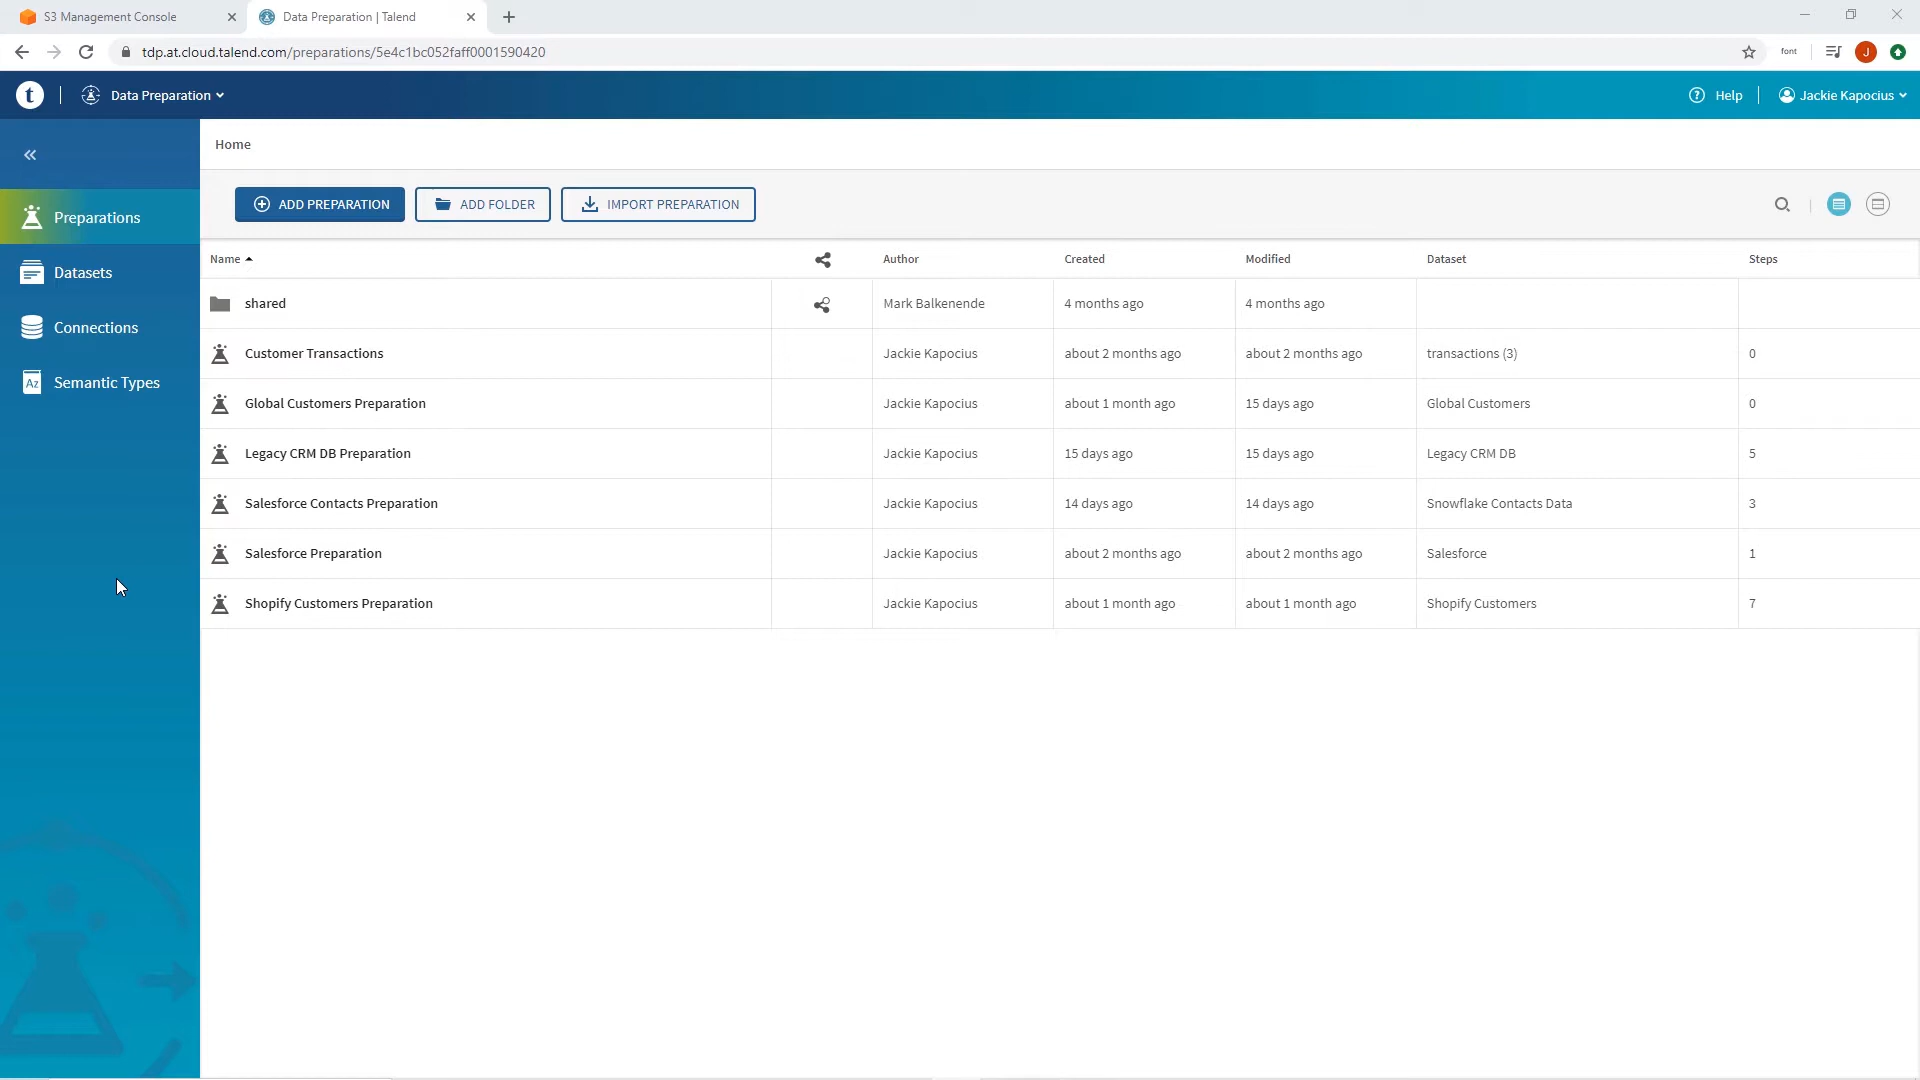 S3 Management Console
Data Preparation | Talend
tdp.at.cloud.talend.com/preparations/5e4c1bc052faff0001590420
font
J
t
Data Preparation
Help
Jackie Kapocius
Home
Preparations
Datasets
Connections
Az Semantic Types
ADD PREPARATION ADD FOLDER IMPORT PREPARATION
Name Author Created Modified Dataset Steps
shared Mark Balkenende 4 months ago 4 months ago
Customer Transactions Jackie Kapocius about 2 months ago about 2 months ago transactions (3) 0
Global Customers Preparation Jackie Kapocius about 1 month ago 15 days ago Global Customers 0
Legacy CRM DB Preparation Jackie Kapocius 15 days ago 15 days ago Legacy CRM DB 5
Salesforce Contacts Preparation Jackie Kapocius 14 days ago 14 days ago Snowflake Contacts Data 3
Salesforce Preparation Jackie Kapocius about 2 months ago about 2 months ago Salesforce 1
Shopify Customers Preparation Jackie Kapocius about 1 month ago about 1 month ago Shopify Customers 7